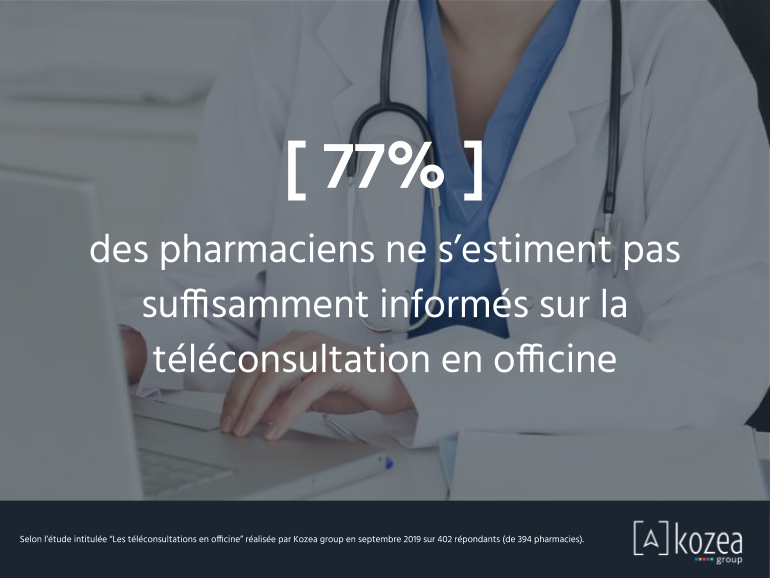 [ 77% ]
des pharmaciens ne s’estiment pas
suffisamment informés sur la
téléconsultation en officine
Selon l’étude intitulée “Les téléconsultations en officine” réalisée par Kozea group en septembre 2019 sur 402 répondants (de 394 pharmacies).
[A] kozea
group